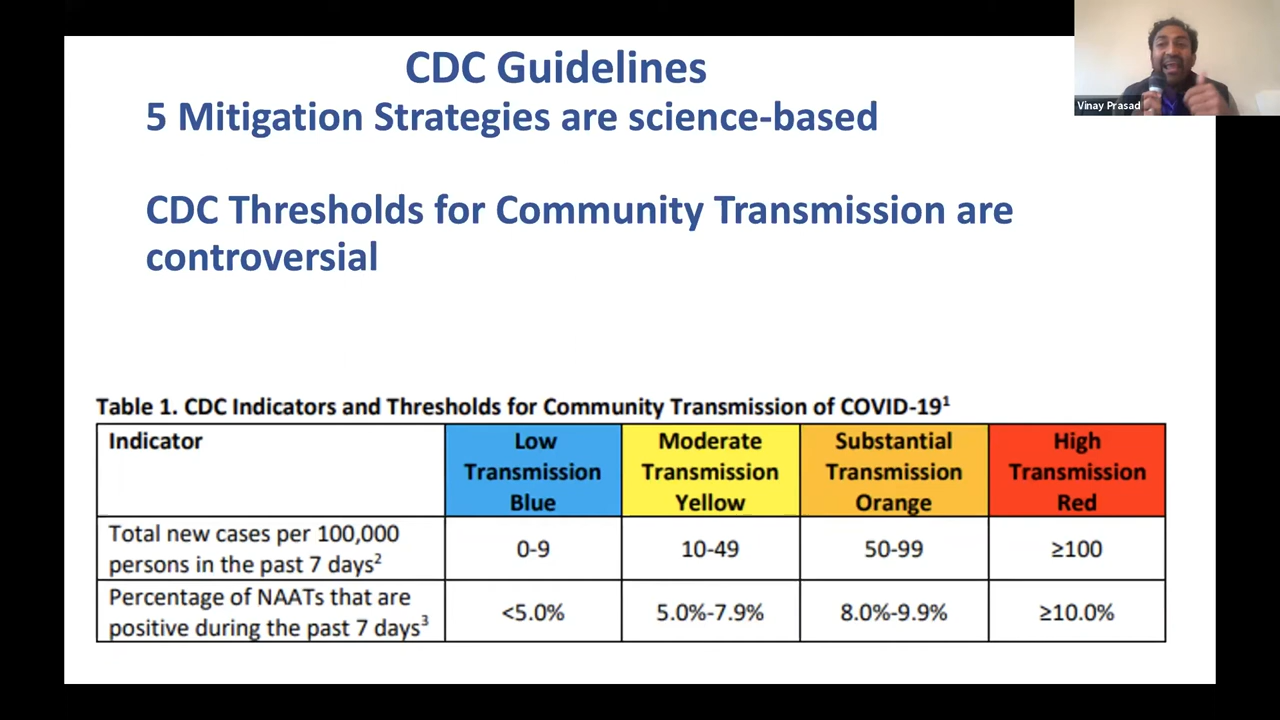 CDC Guidelines
5 Mitigation Strategies are science-based
Vinay Prasad
CDC Thresholds for Community Transmission are
controversial
Table 1. CDC Indicators and Thresholds for Community Transmission of COVID-19¹
Indicator
Low
Transmission
Blue
Moderate
Transmission
Yellow
Substantial
Transmission
Orange
High
Transmission
Red
Total new cases per 100,000
persons in the past 7 days²
0-9
10-49
50-99
≥100
Percentage of NAATs that are
positive during the past 7 days³
<5.0%
5.0%-7.9%
8.0%-9.9%
≥10.0%